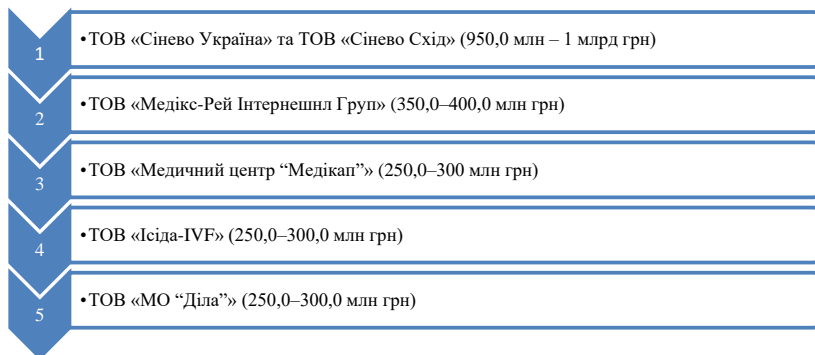 1
•ТОВ «Сінево Україна» та ТОВ «Сінево Схід» (950,0 млн – 1 млрд грн)
2
•ТОВ «Медікс-Рей Інтернешнл Груп» (350,0–400,0 млн грн)
3
•ТОВ «Медичний центр “Медікап”» (250,0–300 млн грн)
4
•ТОВ «Ісіда-IVF» (250,0–300,0 млн грн)
5
•ТОВ «МО “Діла”» (250,0–300,0 млн грн)